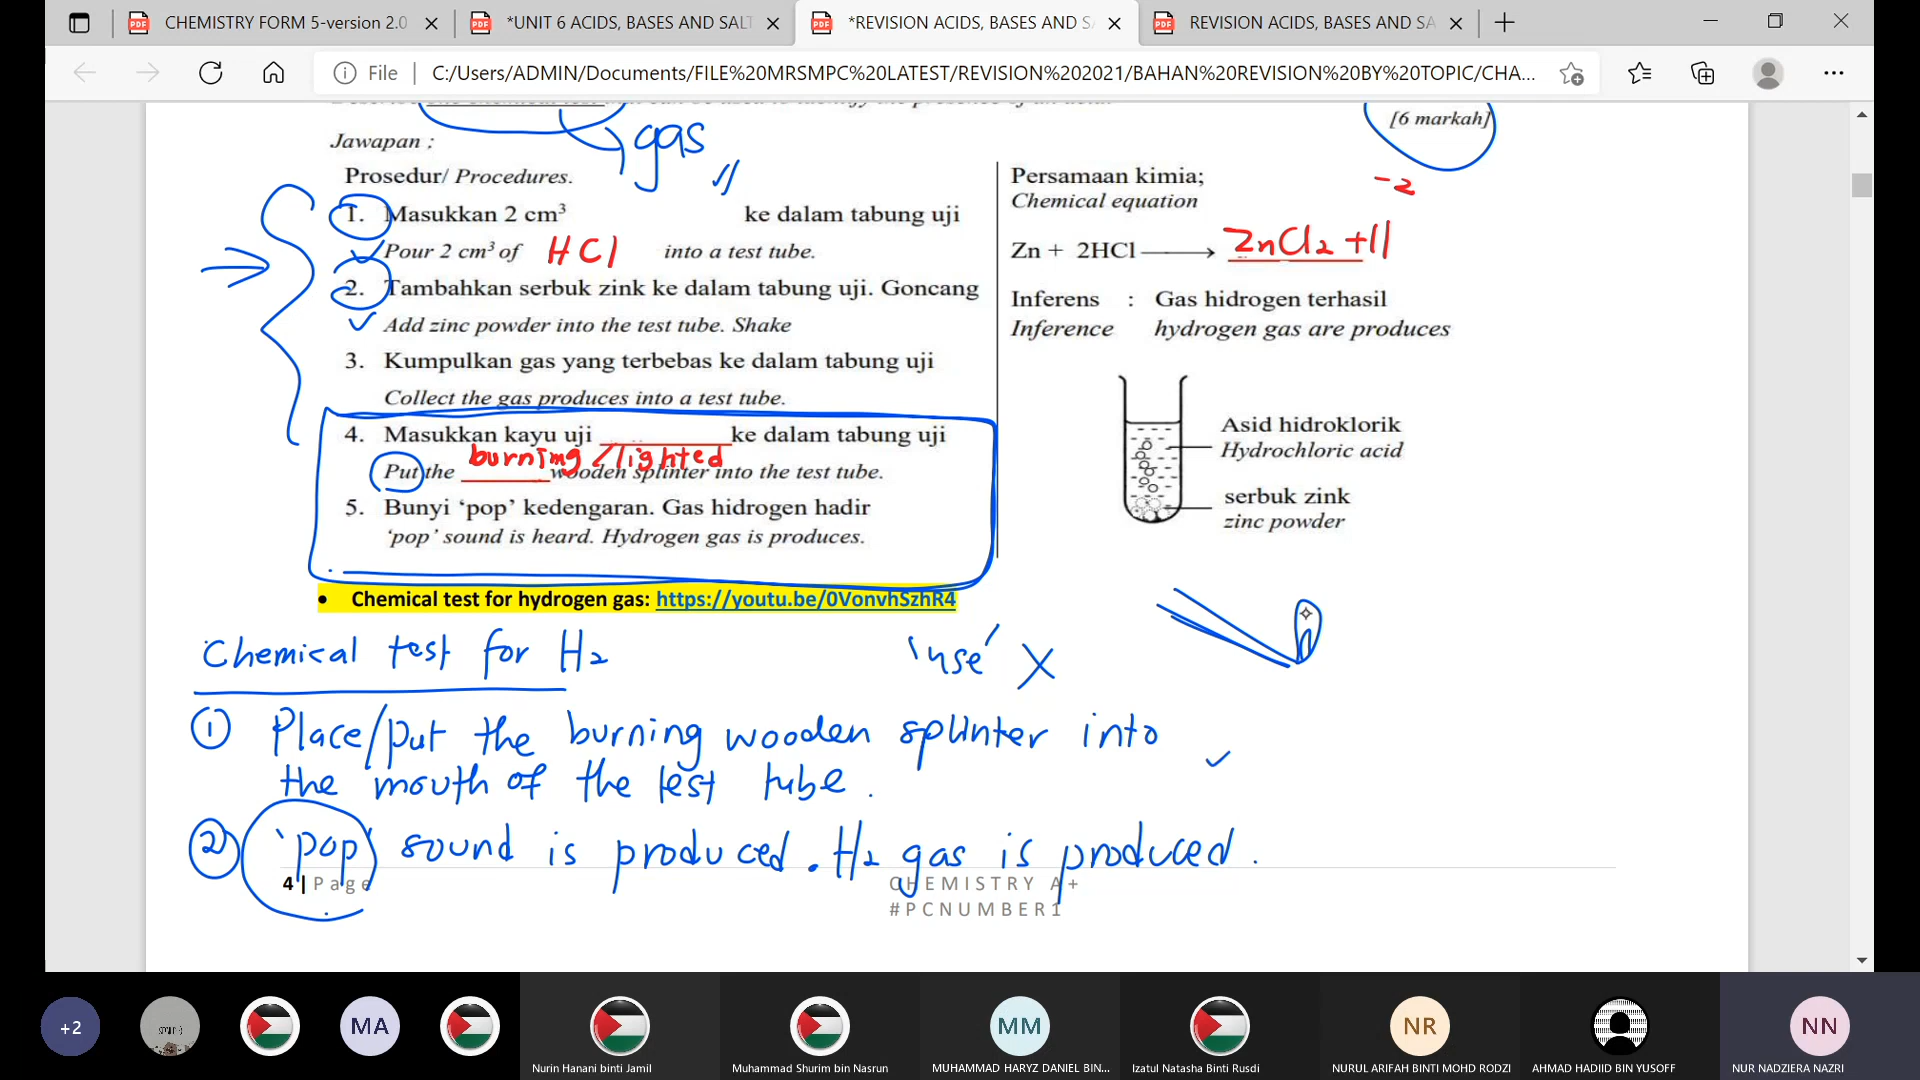 CHEMISTRY FORM 5-version 2.0
*UNIT 6 ACIDS, BASES AND SALT
*REVISION ACIDS, BASES AND SA
REVISION ACIDS, BASES AND SA
File
C:/Users/ADMIN/Documents/FILE%20MRSMPC%20LATEST/REVISION%202021/BAHAN%20REVISION%20BY%20TOPIC/CHA...
[6 markah]
Jawapan :
gas
Prosedur/ Procedures.
1. Masukkan 2 cm³ ke dalam tabung uji
Pour 2 cm³ of HCl into a test tube.
2. Tambahkan serbuk zink ke dalam tabung uji. Goncang
Add zinc powder into the test tube. Shake
3. Kumpulkan gas yang terbebas ke dalam tabung uji
Collect the gas produces into a test tube.
4. Masukkan kayu uji ke dalam tabung uji
burning /lighted
Put the wooden splinter into the test tube.
5. Bunyi ‘pop’ kedengaran. Gas hidrogen hadir
‘pop’ sound is heard. Hydrogen gas is produces.
Persamaan kimia;
-2
Chemical equation
Zn + 2HCl → ZnCl2 +
Inferens : Gas hidrogen terhasil
Inference hydrogen gas are produces
Asid hidroklorik
Hydrochloric acid
serbuk zink
zinc powder
• Chemical test for hydrogen gas: https://youtu.be/0VonvhSzhR4
Chemical test for H2
'use' X
① Place/put the burning wooden splinter into
the mouth of the test tube.
② 'pop' sound is produced. H2 gas is produced.
4 | Page
CHEMISTRY A+
#PCNUMBER1
+2
MA
MM
NR
NN
Nurin Hanani binti Jamil
Muhammad Shurim bin Nasrun
MUHAMMAD HARYZ DANIEL BIN...
Izatul Natasha Binti Rusdi
NURUL ARIFAH BINTI MOHD RODZI
AHMAD HADIID BIN YUSOFF
NUR NADZIERA NAZRI